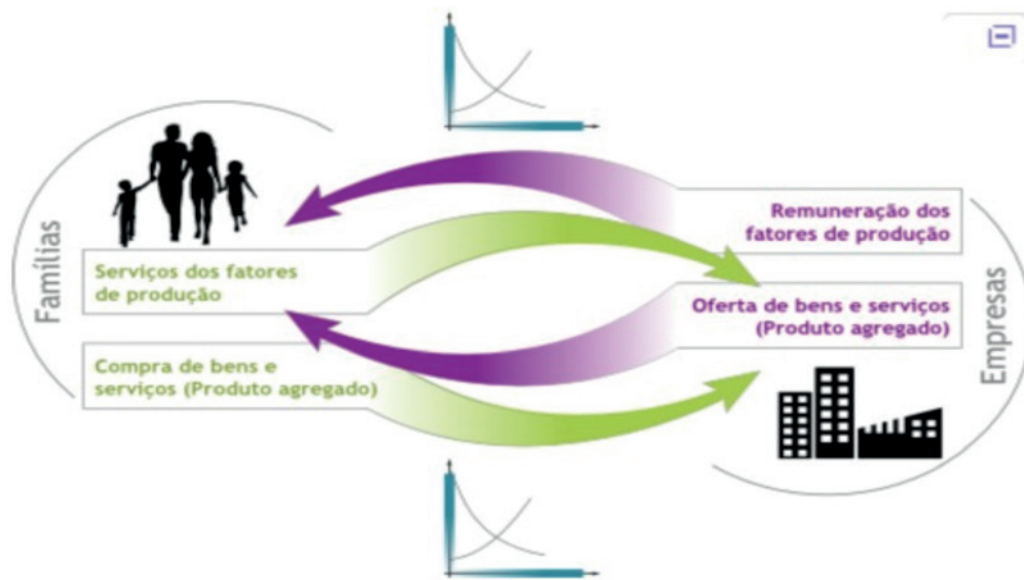 Famílias
Serviços dos fatores
de produção
Compra de bens e
serviços (Produto agregado)
Remuneração dos
fatores de produção
Oferta de bens e serviços
(Produto agregado)
Empresas